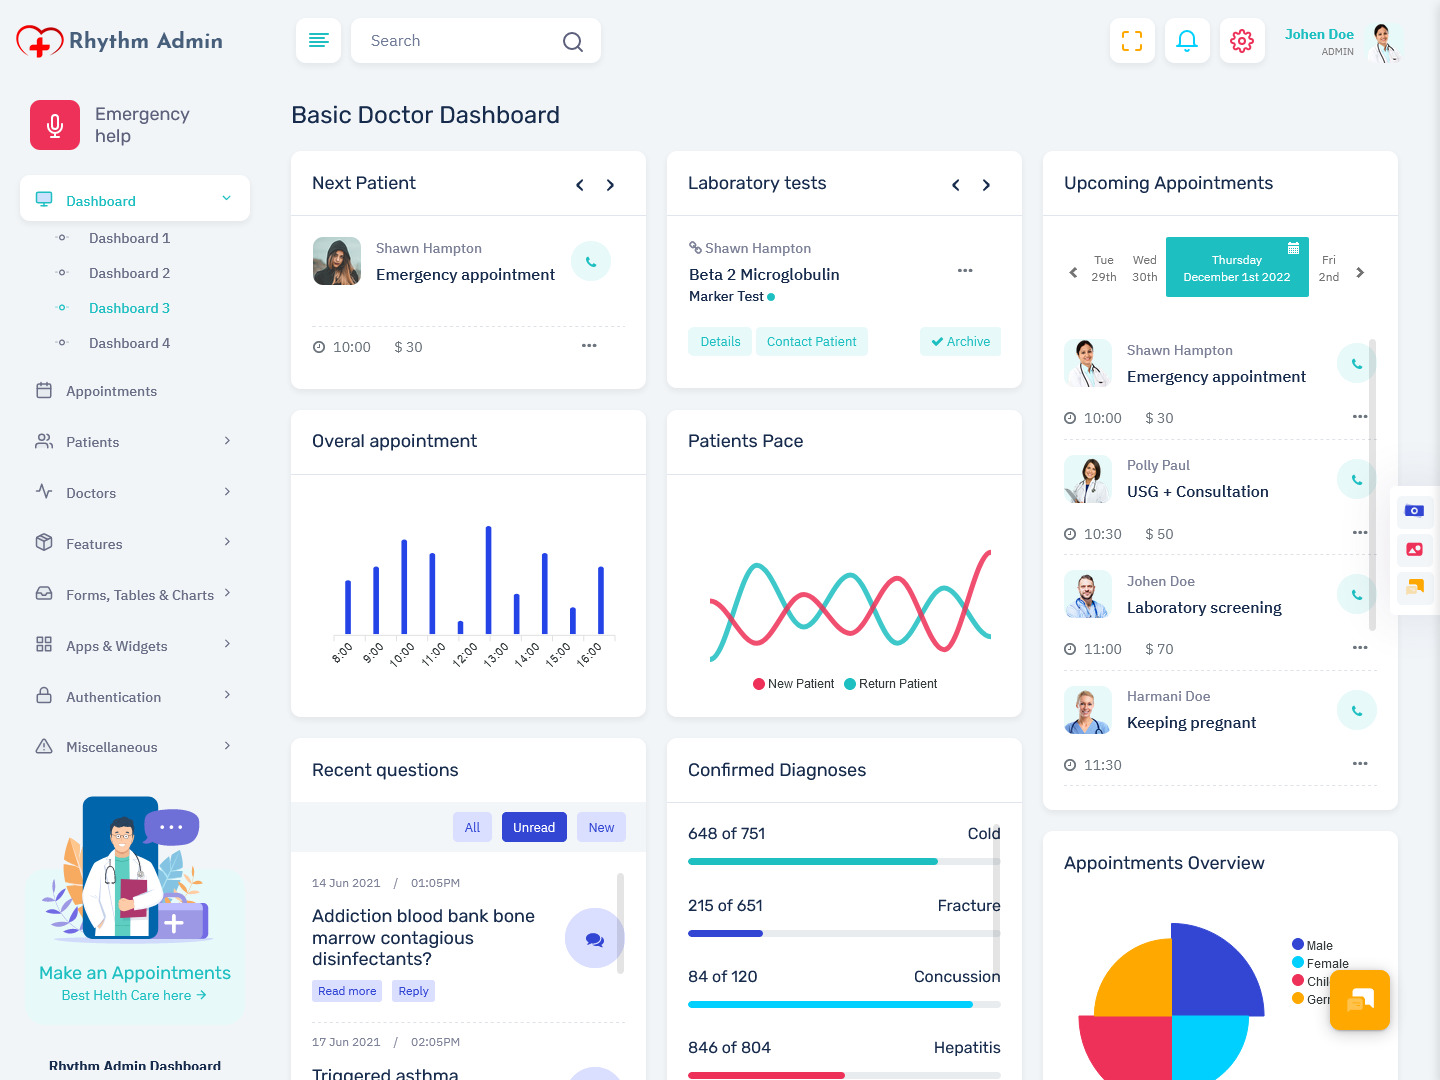 Rhythm Admin
Search
Johen Doe
ADMIN
Emergency
help
Dashboard
Dashboard 1
Dashboard 2
Dashboard 3
Dashboard 4
Appointments
Patients
Doctors
Features
Forms, Tables & Charts
Apps & Widgets
Authentication
Miscellaneous
Make an Appointments
Best Helth Care here →
Rhythm Admin Dashboard
Basic Doctor Dashboard
Next Patient
Shawn Hampton
Emergency appointment
10:00 $ 30
Laboratory tests
Shawn Hampton
Beta 2 Microglobulin
Marker Test
Details Contact Patient Archive
Upcoming Appointments
Tue Wed Thursday Fri
29th 30th December 1st 2022 2nd
Shawn Hampton
Emergency appointment
10:00 $ 30
Polly Paul
USG + Consultation
10:30 $ 50
Johen Doe
Laboratory screening
11:00 $ 70
Harmani Doe
Keeping pregnant
11:30
Overal appointment
8:00 9:00 10:00 11:00 12:00 13:00 14:00 15:00 16:00
Patients Pace
New Patient Return Patient
Recent questions
All Unread New
14 Jun 2021 / 01:05PM
Addiction blood bank bone
marrow contagious
disinfectants?
Read more Reply
17 Jun 2021 / 02:05PM
Triggered asthma
Confirmed Diagnoses
648 of 751 Cold
215 of 651 Fracture
84 of 120 Concussion
846 of 804 Hepatitis
Appointments Overview
Male
Female